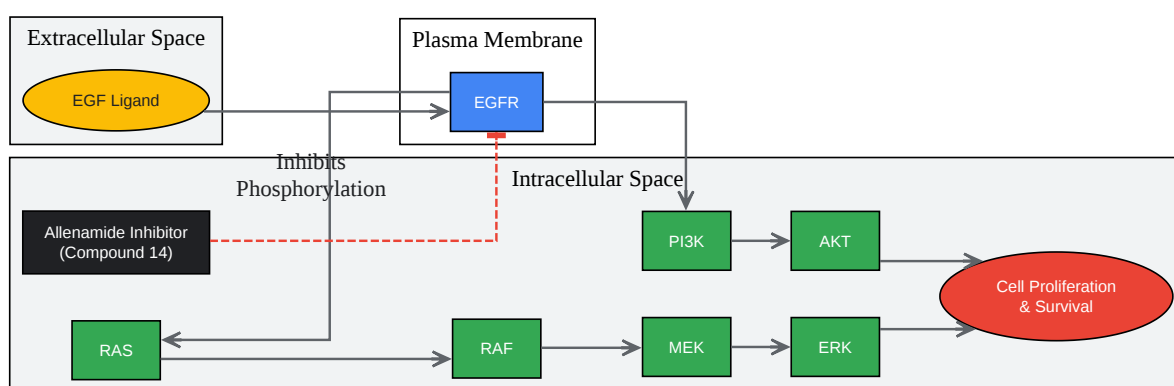 Extracellular Space
Plasma Membrane
EGF Ligand
EGFR
Inhibits
Phosphorylation
Intracellular Space
Allenamide Inhibitor
(Compound 14)
PI3K
AKT
Cell Proliferation
& Survival
RAS
RAF
MEK
ERK